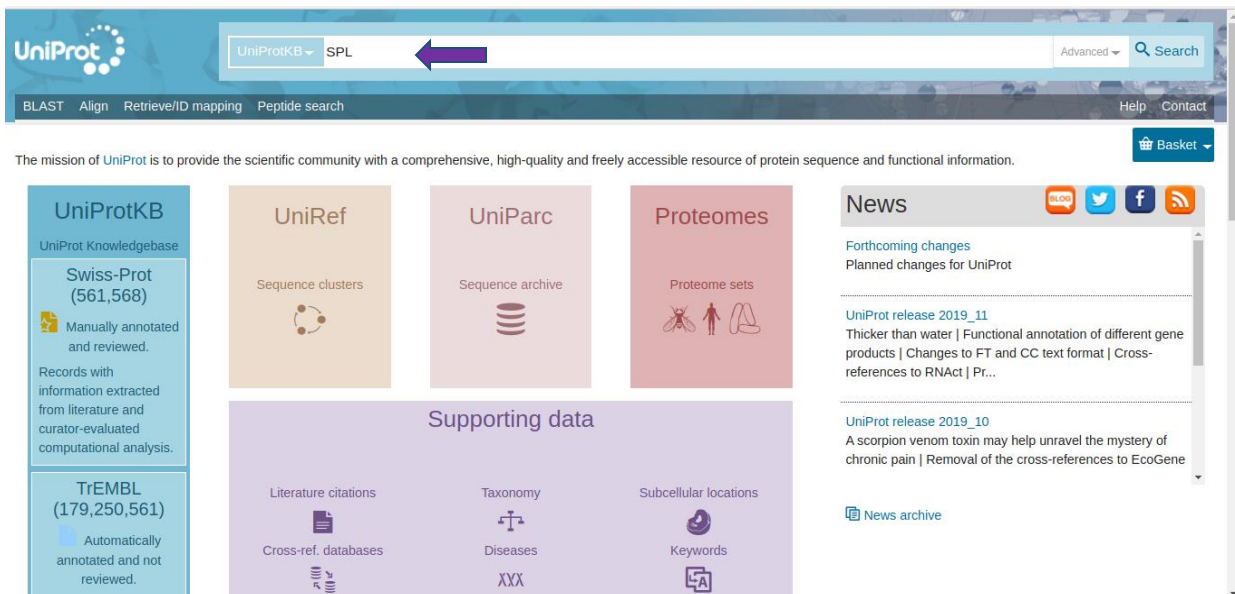 UniProt
UniProtKB
SPL
Advanced
Search
BLAST Align Retrieve/ID mapping Peptide search
Help Contact
Basket
The mission of UniProt is to provide the scientific community with a comprehensive, high-quality and freely accessible resource of protein sequence and functional information.
UniProtKB
UniProt Knowledgebase
Swiss-Prot
(561,568)
Manually annotated
and reviewed.
Records with
information extracted
from literature and
curator-evaluated
computational analysis.
TrEMBL
(179,250,561)
Automatically
annotated and not
reviewed.
UniRef
Sequence clusters
UniParc
Sequence archive
Proteomes
Proteome sets
Supporting data
Literature citations
Taxonomy
Subcellular locations
Cross-ref. databases
Diseases
Keywords
XXX
A
News
BLOG
f
Forthcoming changes
Planned changes for UniProt
UniProt release 2019_11
Thicker than water | Functional annotation of different gene
products | Changes to FT and CC text format | Cross-
references to RNAct | Pr...
UniProt release 2019_10
A scorpion venom toxin may help unravel the mystery of
chronic pain | Removal of the cross-references to EcoGene
News archive